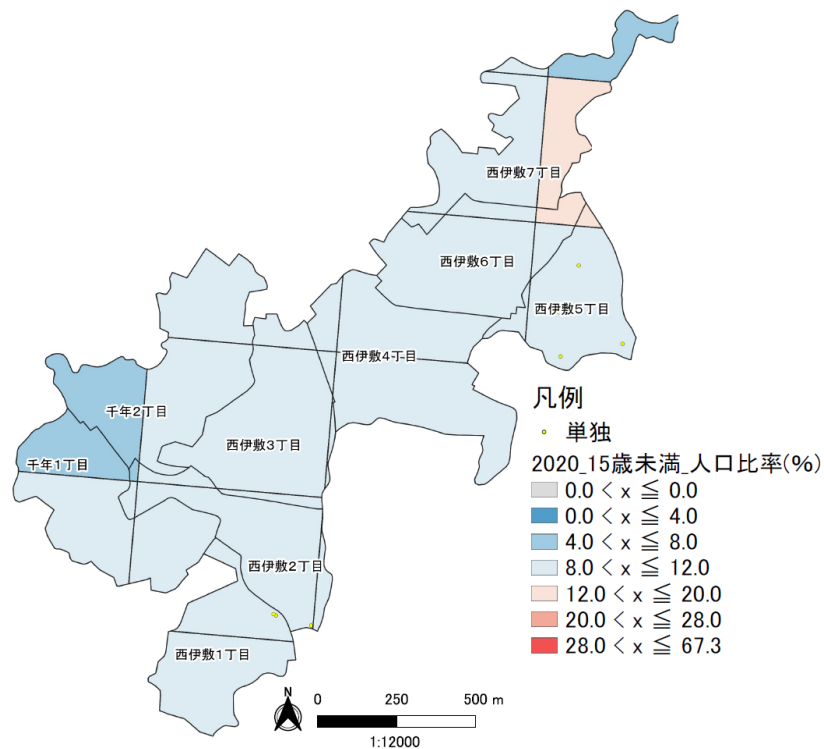 西伊敷7丁目
西伊敷6丁目
西伊敷5丁目
西伊敷4丁目
千年2丁目
西伊敷3丁目
千年1丁目
西伊敷2丁目
西伊敷1丁目
凡例
単独
2020_15歳未満_人口比率(%)
0.0 < x ≦ 0.0
0.0 < x ≦ 4.0
4.0 < x ≦ 8.0
8.0 < x ≦ 12.0
12.0 < x ≦ 20.0
20.0 < x ≦ 28.0
28.0 < x ≦ 67.3
N
0 250 500 m
1:12000